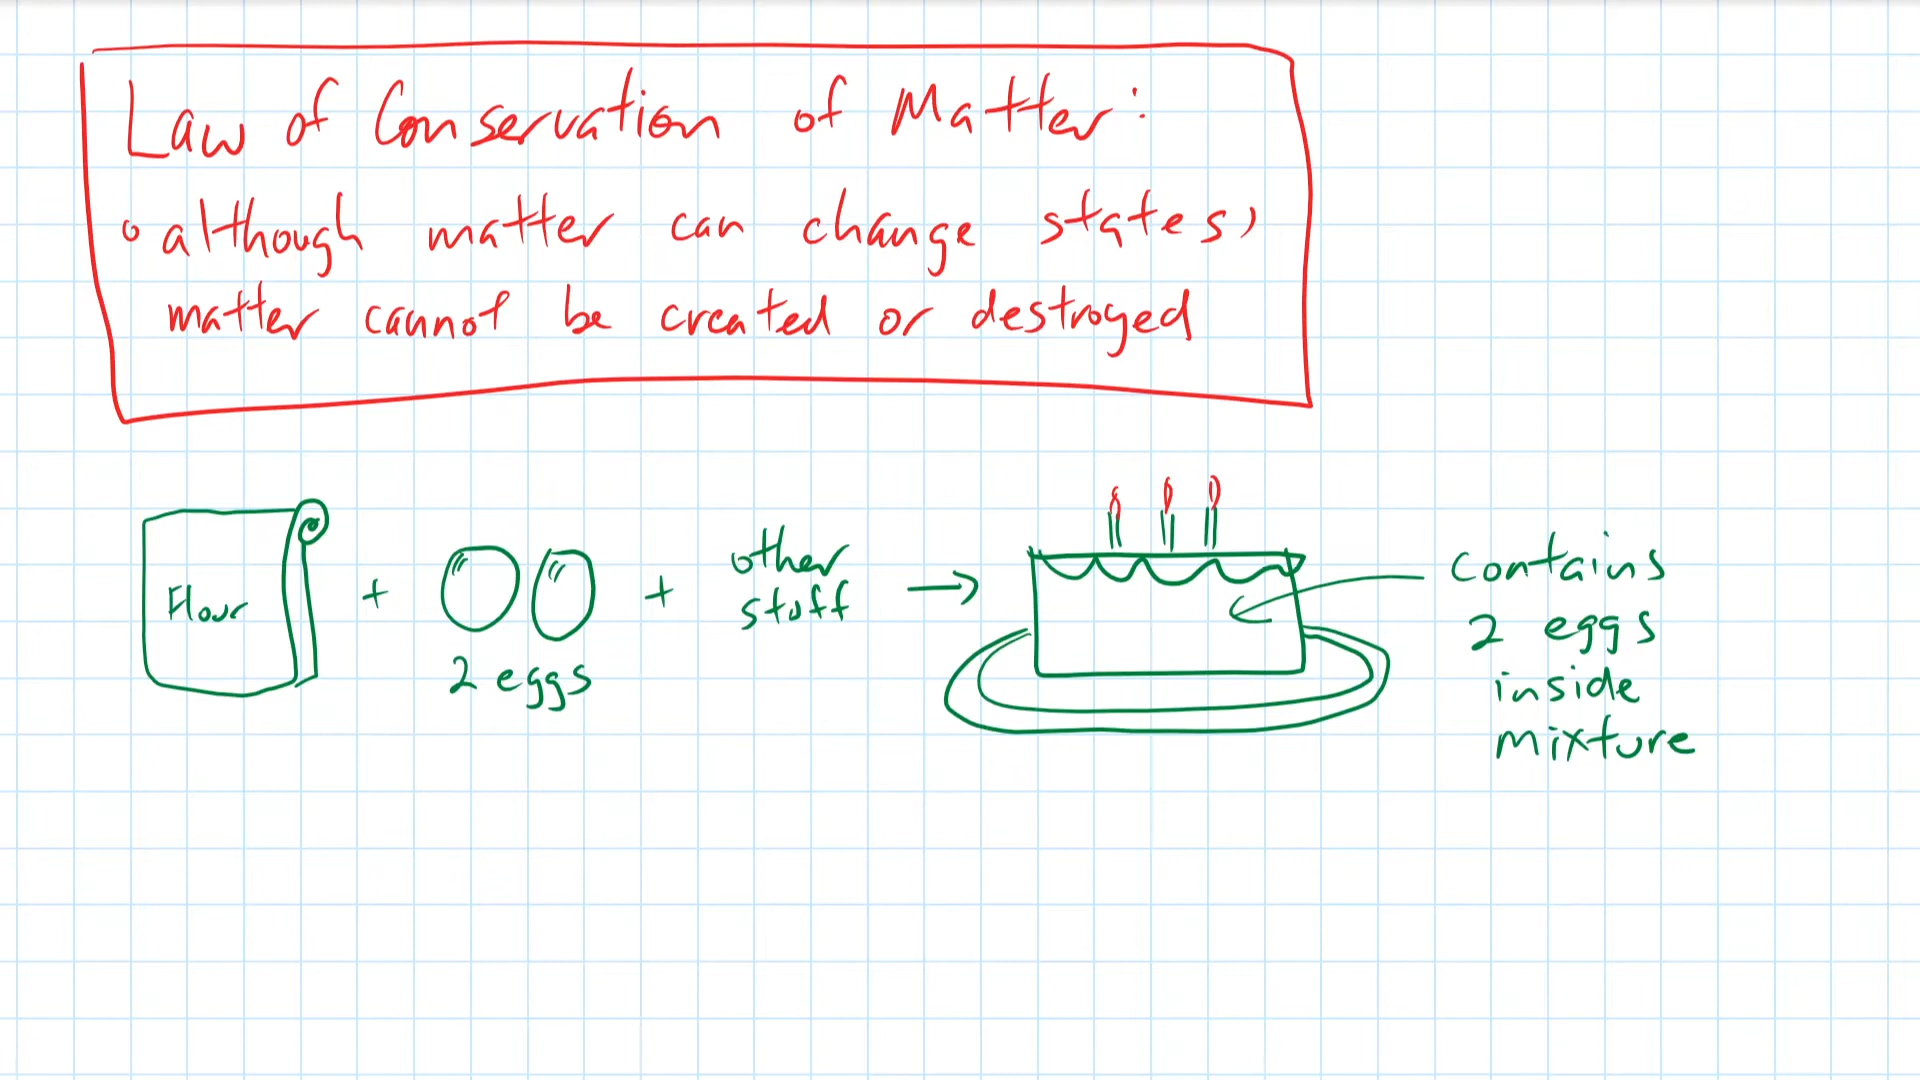 Law of Conservation of Matter:
o although matter can change states,
matter cannot be created or destroyed
Flour
+
2 eggs
+
other
stuff
→
contains
2 eggs
inside
mixture